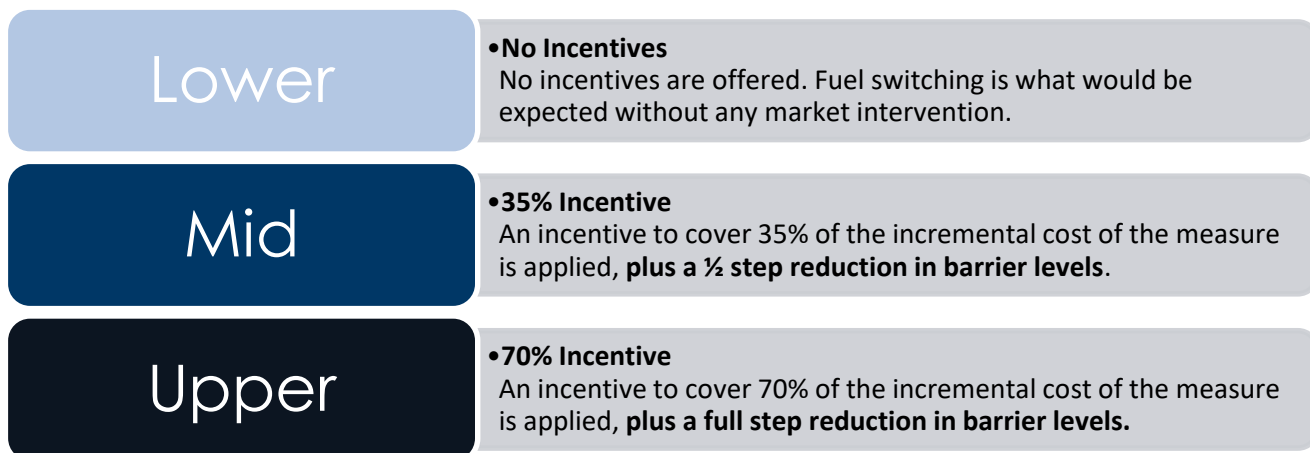 Lower
•No Incentives
No incentives are offered. Fuel switching is what would be
expected without any market intervention.
Mid
•35% Incentive
An incentive to cover 35% of the incremental cost of the measure
is applied, plus a ½ step reduction in barrier levels.
Upper
•70% Incentive
An incentive to cover 70% of the incremental cost of the measure
is applied, plus a full step reduction in barrier levels.